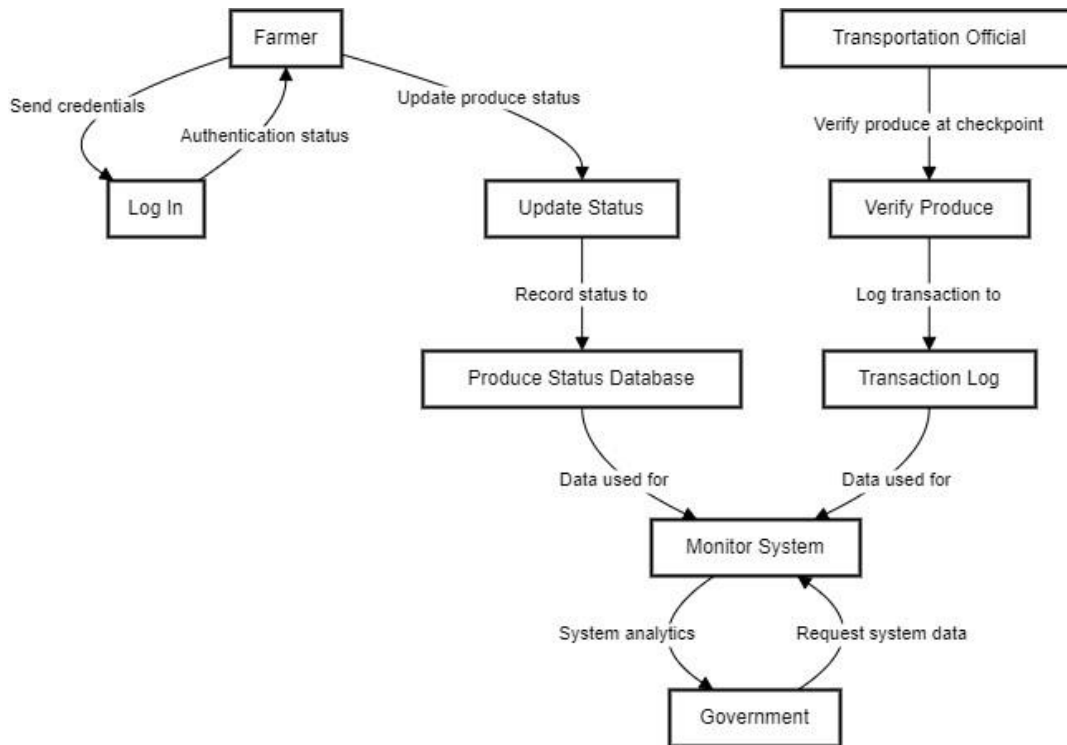 Farmer
Transportation Official
Send credentials
Authentication status
Update produce status
Verify produce at checkpoint
Log In
Update Status
Verify Produce
Record status to
Log transaction to
Produce Status Database
Transaction Log
Data used for
Data used for
Monitor System
System analytics
Request system data
Government